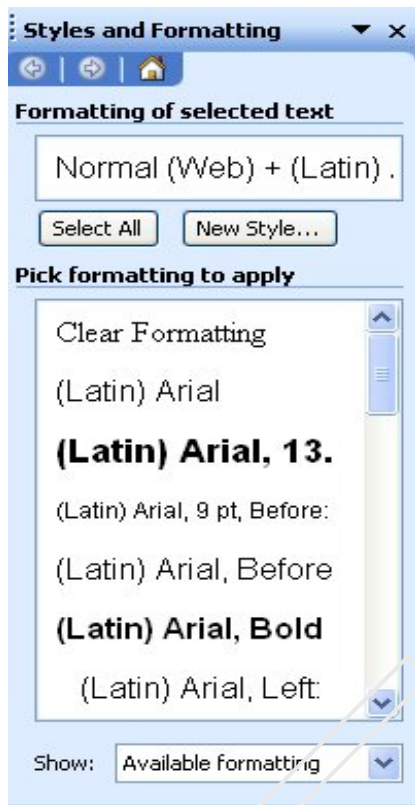 Styles and Formatting
Formatting of selected text
Normal (Web) + (Latin) .
Select All New Style...
Pick formatting to apply
Clear Formatting
(Latin) Arial
(Latin) Arial, 13.
(Latin) Arial, 9 pt, Before:
(Latin) Arial, Before
(Latin) Arial, Bold
(Latin) Arial, Left:
Show: Available formatting